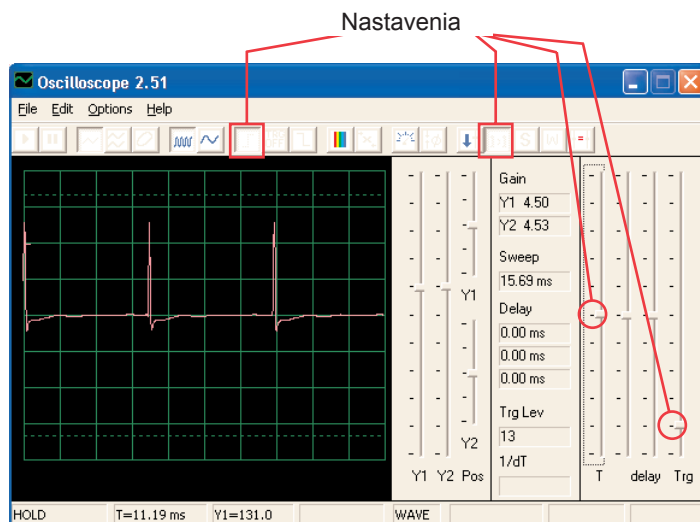 Nastavenia
Oscilloscope 2.51
File Edit Options Help
Gain
Y1 4.50
Y2 4.53
Sweep
15.69 ms
Y1
Delay
0.00 ms
0.00 ms
0.00 ms
Trg Lev
13
Y2
1/dT
Y1 Y2 Pos
T delay Trg
HOLD T=11.19 ms Y1=131.0 WAVE